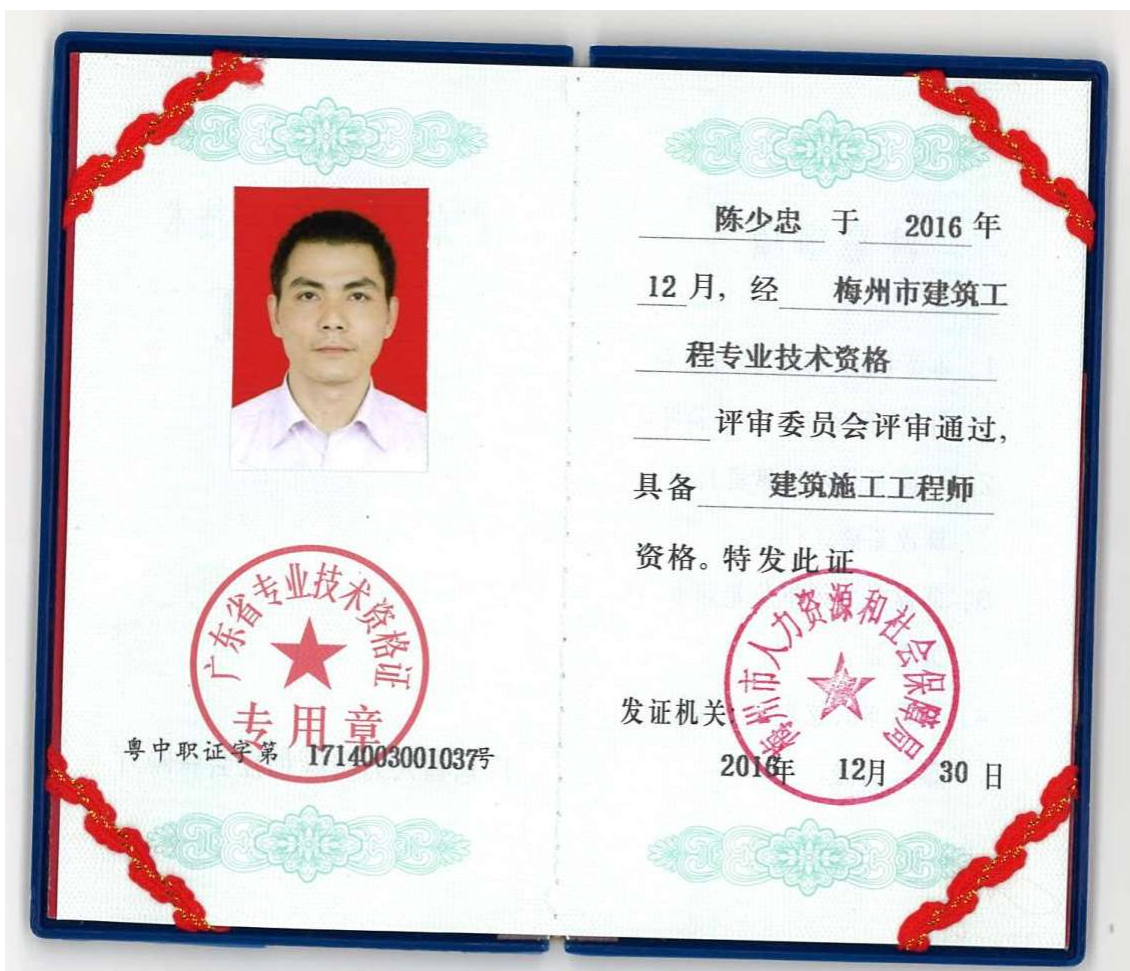 广东省专业技术资格证
专用章
粤中职证字第 1714003001037号
陈少忠 于 2016 年
12 月，经 梅州市建筑工
程专业技术资格
评审委员会评审通过,
具备 建筑施工工程师
资格。特发此证
梅州市人力资源和社会保障局
发证机关:
2016年 12月 30 日